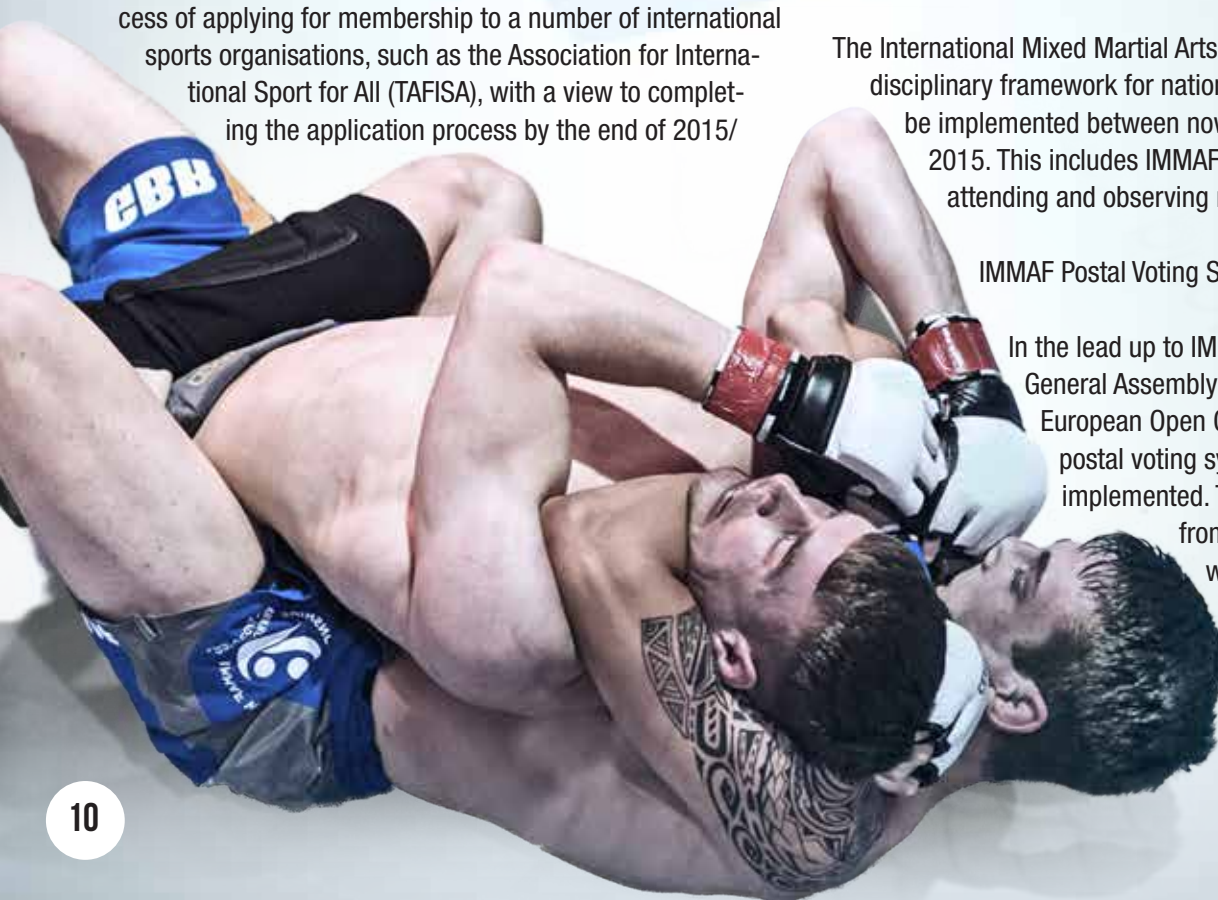 cess of applying for membership to a number of international
sports organisations, such as the Association for Interna-
tional Sport for All (TAFISA), with a view to complet-
ing the application process by the end of 2015/
The International Mixed Martial Arts
disciplinary framework for nation
be implemented between now
2015. This includes IMMAF
attending and observing
IMMAF Postal Voting S
In the lead up to IM
General Assembly
European Open
postal voting sy
implemented.
from
w
10